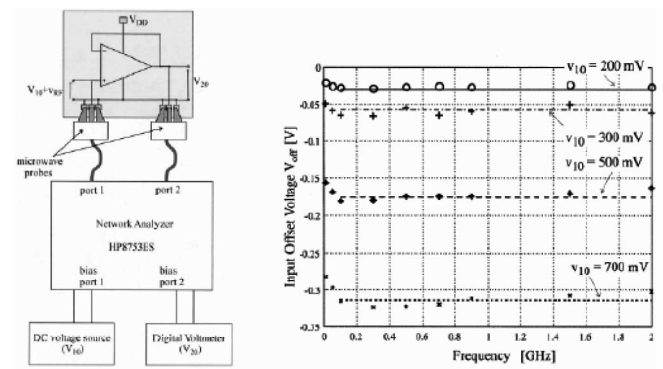 V_DD
V_10+v_RF
V_20
microwave
probes
port 1
port 2
Network Analyzer
HP8753ES
bias
port 1
bias
port 2
DC voltage source
(V_10)
Digital Voltmeter
(V_20)
Input Offset Voltage V_off [V]
0
-0.05
-0.1
-0.15
-0.2
-0.25
-0.3
-0.35
v_10 = 200 mV
v_10 = 300 mV
v_10 = 500 mV
v_10 = 700 mV
0
0.2
0.4
0.6
0.8
1
1.2
1.4
1.6
1.8
2
Frequency [GHz]